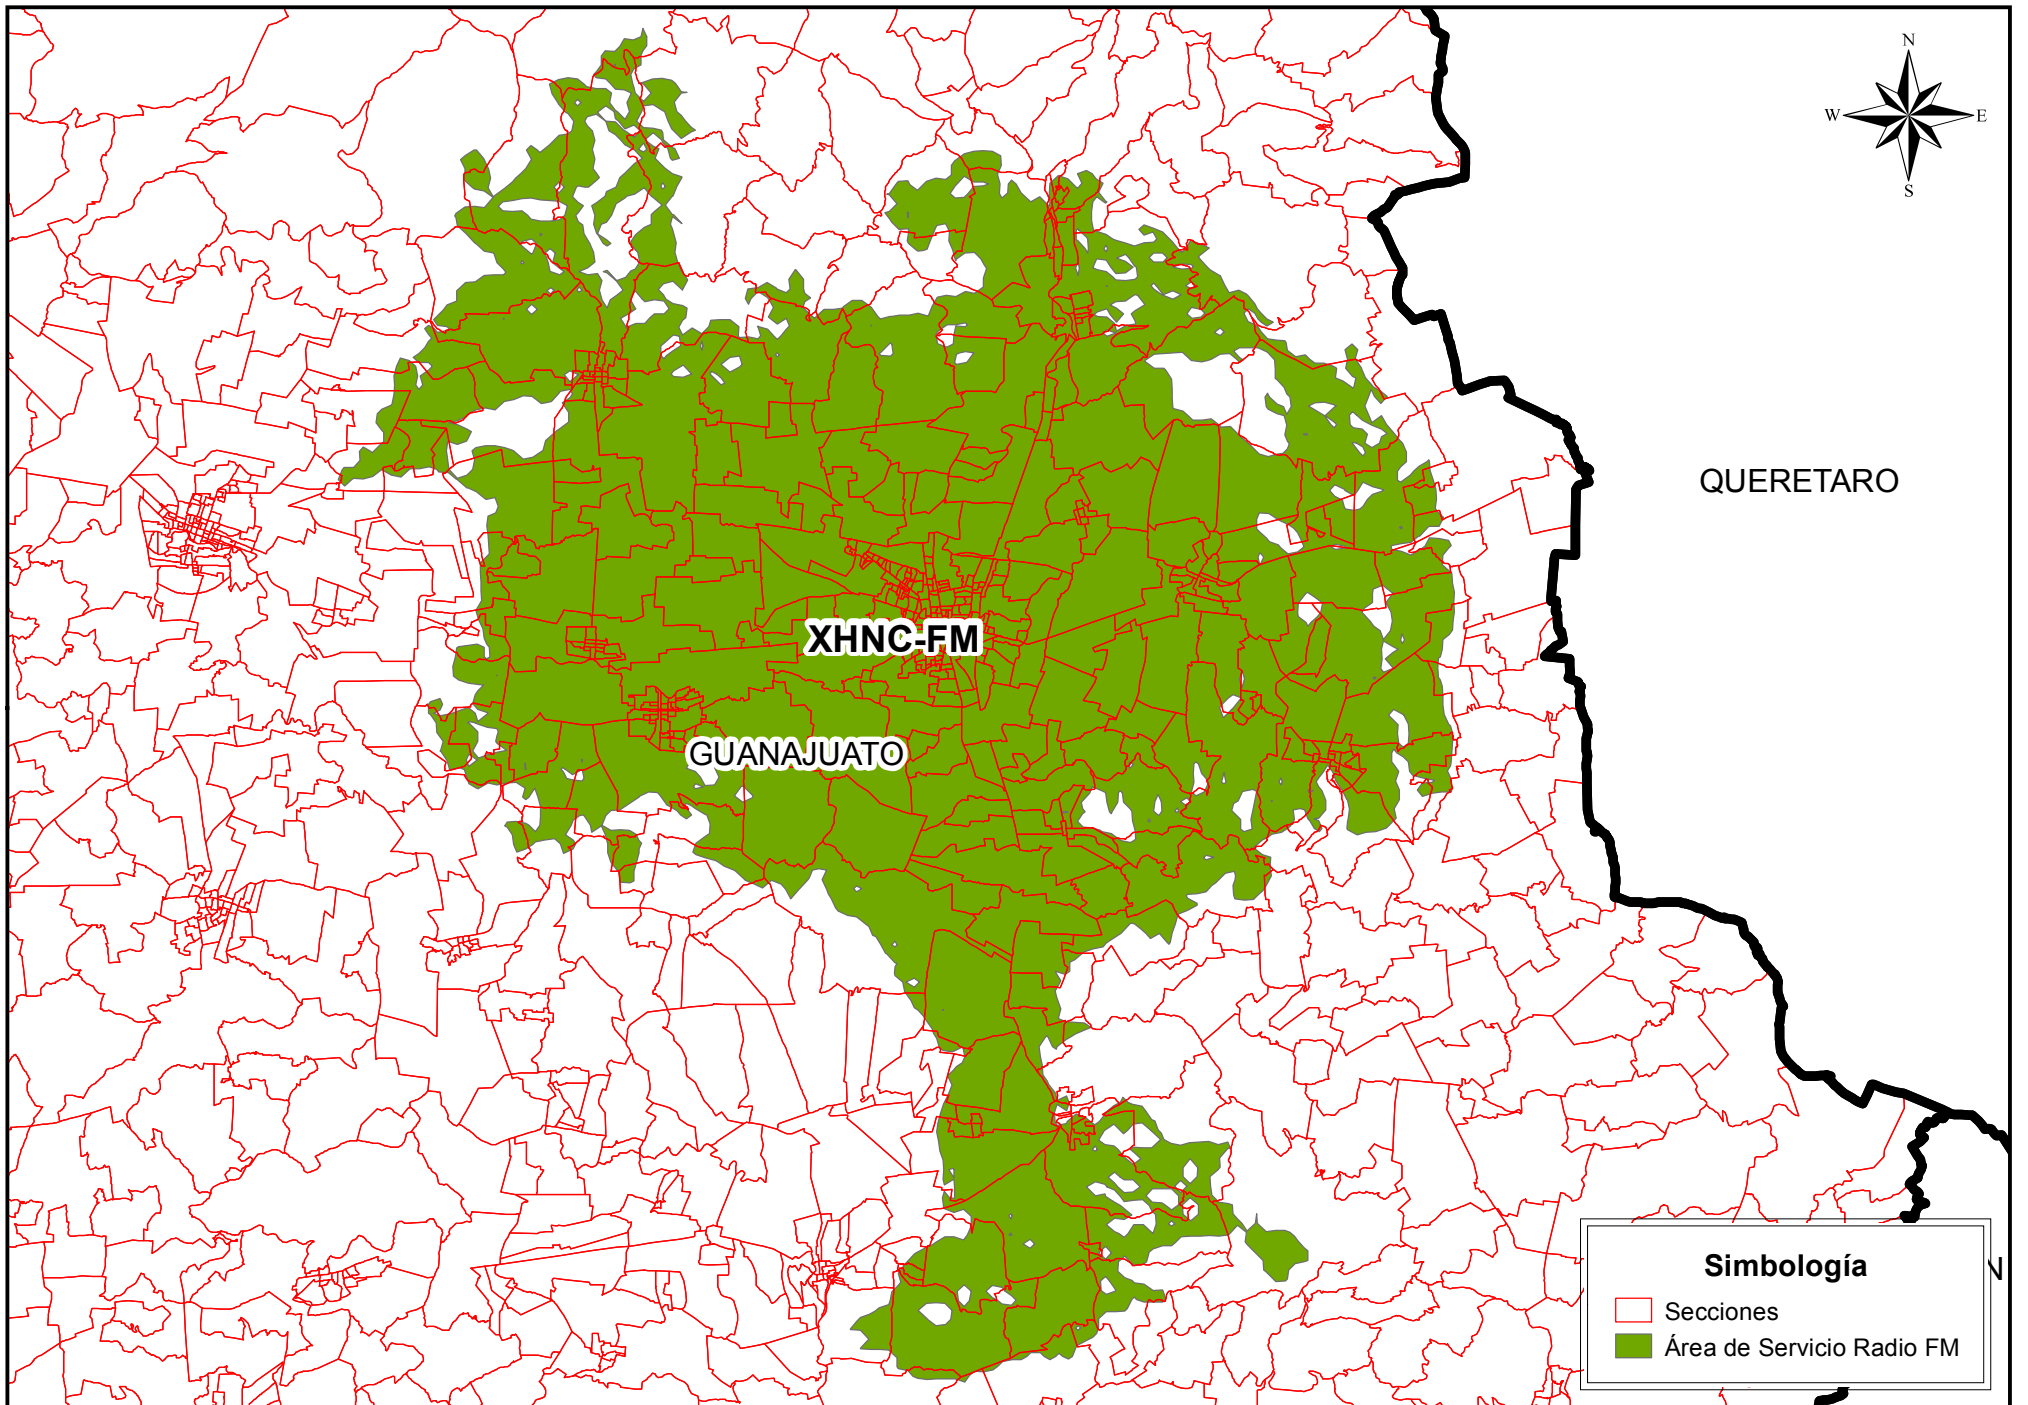 N
W E
S
QUERETARO
XHNC-FM
GUANAJUATO
Simbología
N
Secciones
Área de Servicio Radio FM